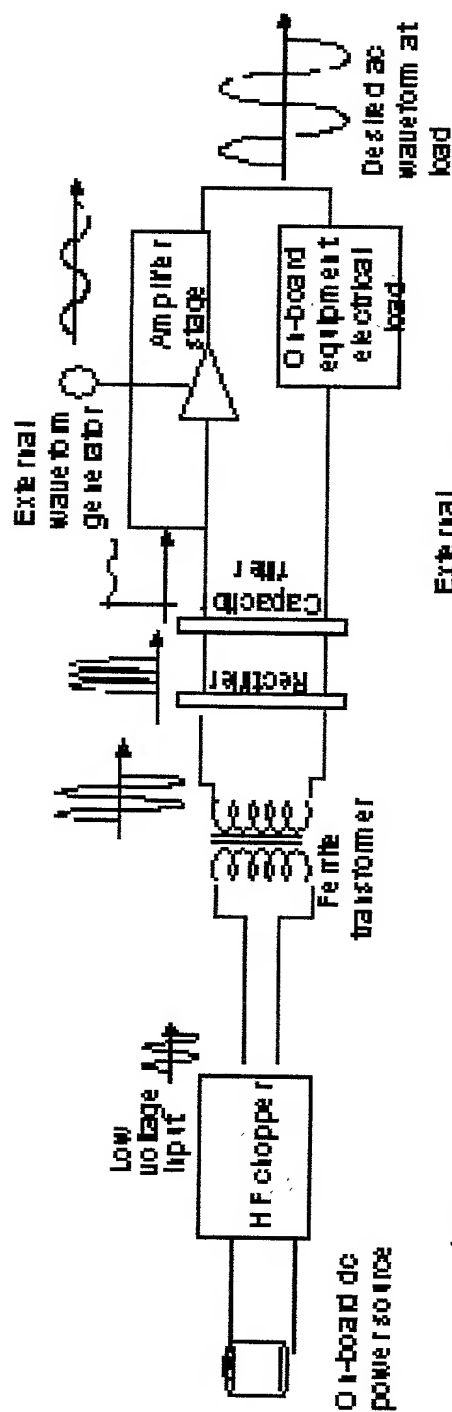 On-board dc
power source
HF chopper
Low
voltage
input
Ferrite
transformer
Rectifier
Capacitio
filter
External
waveform
generator
Amplifier
stage
On-board
equipment
electrical
load
Desired ac
waveform at
load
External